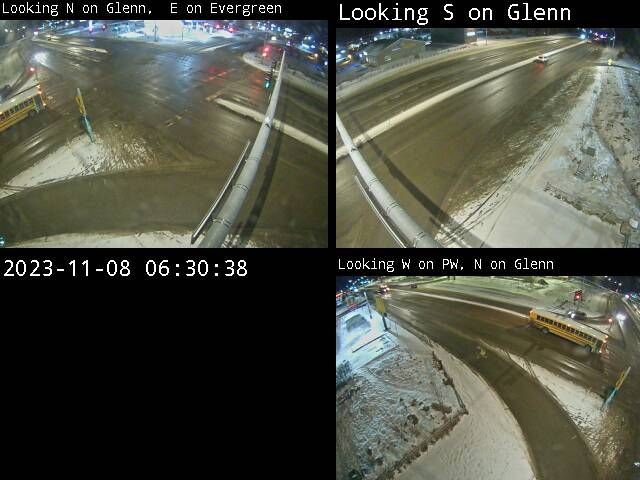 Looking N on Glenn,  E on Evergreen
Looking S on Glenn
2023-11-08 06:30:38
Looking W on PW, N on Glenn